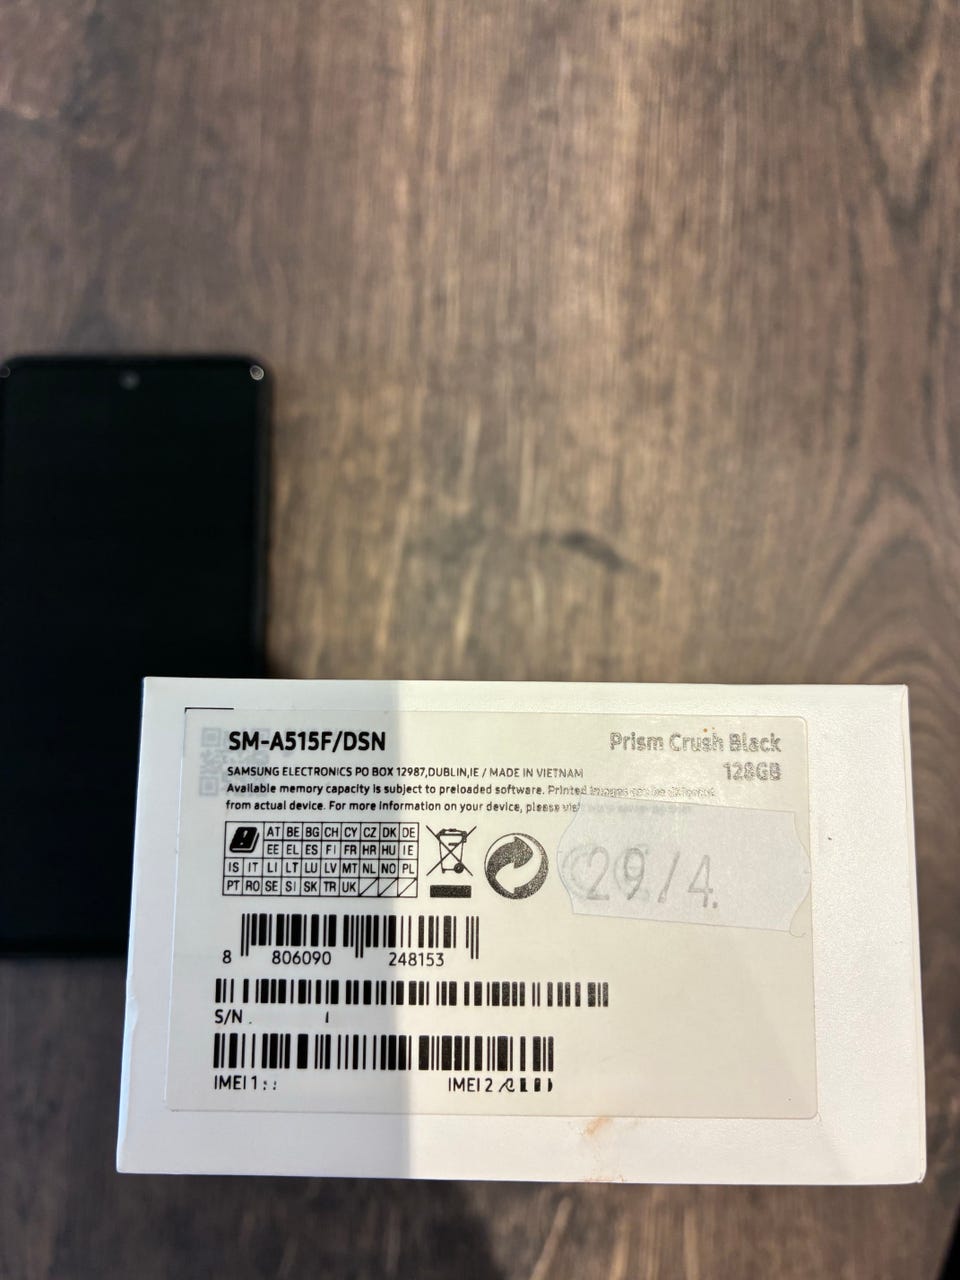 SM-A515F/DSN
Prism Crush Black
128GB
SAMSUNG ELECTRONICS PO BOX 12987,DUBLIN,IE / MADE IN VIETNAM
Available memory capacity is subject to preloaded software. Printed images can be different
from actual device. For more information on your device, please
AT BE BG CH CY CZ DK DE
EE EL ES FI FR HR HU IE
IS IT LI LT LU LV MT NL NO PL
PT RO SE SI SK TR UK
29/4.
8 806090 248153
S/N
IMEI 1
IMEI 2